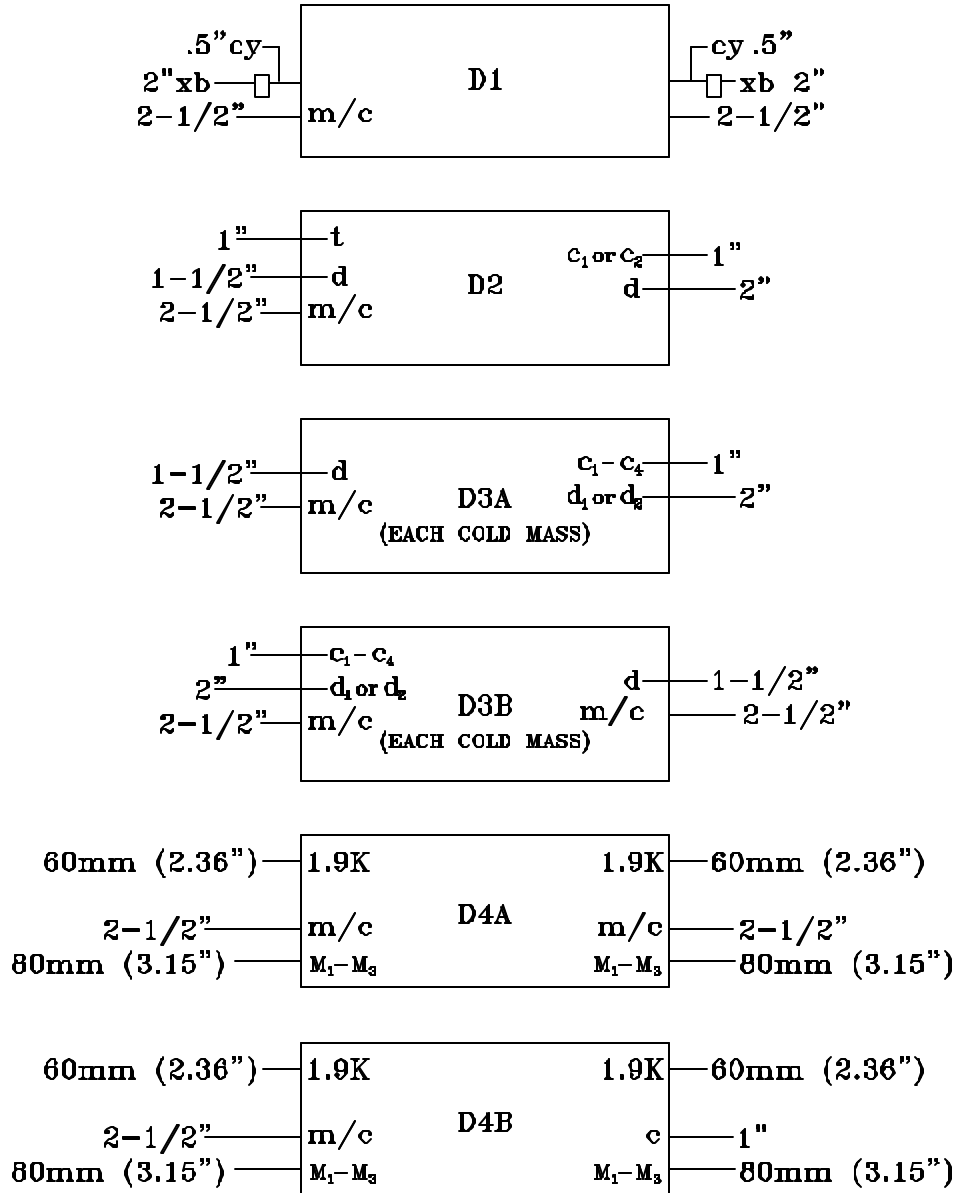 .5”cy cy .5”
2"xb D1 xb 2”
2-1/2” m/c 2-1/2”
1” t
c₁ or c₂ 1”
1-1/2” d D2 d 2”
2-1/2” m/c
c₁- c₄ 1”
1-1/2” d
d₁ or d₂ 2”
2-1/2” m/c D3A
(EACH COLD MASS)
1” c₁- c₄
2” d₁ or d₂ d 1-1/2”
2-1/2” m/c D3B m/c 2-1/2”
(EACH COLD MASS)
60mm (2.36”) 1.9K 1.9K 60mm (2.36”)
D4A
2-1/2” m/c m/c 2-1/2”
80mm (3.15”) M₁-M₃ M₁-M₃ 80mm (3.15”)
60mm (2.36”) 1.9K 1.9K 60mm (2.36”)
D4B
2-1/2” m/c c 1"
80mm (3.15”) M₁-M₃ M₁-M₃ 80mm (3.15”)